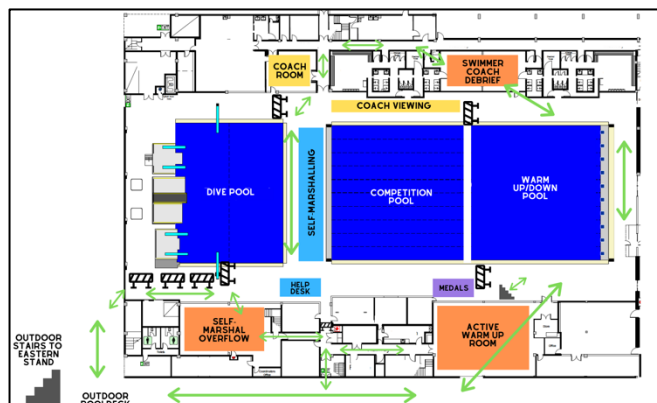 COACH
ROOM
SWIMMER
COACH
DEBRIEF
COACH VIEWING
DIVE POOL
SELF-MARSHALLING
COMPETITION
POOL
WARM
UP/DOWN
POOL
HELP
DESK
MEDALS
SELF-
MARSHAL
OVERFLOW
ACTIVE
WARM UP
ROOM
OUTDOOR
STAIRS TO
EASTERN
STAND
OUTDOOR
POOLDECK